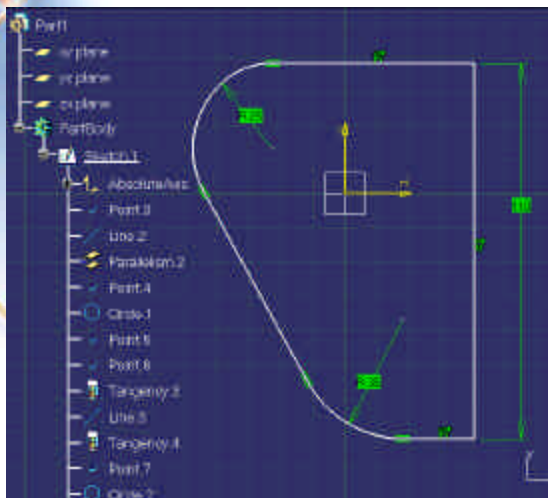 Part1
xy plane
yz plane
zx plane
PartBody
Sketch.1
AbsoluteAxis
Point.3
Line.2
Parallelism.2
Point.4
Circle.1
Point.5
Point.6
Tangency.3
Line.3
Tangency.4
Point.7
Circle.2
H
V